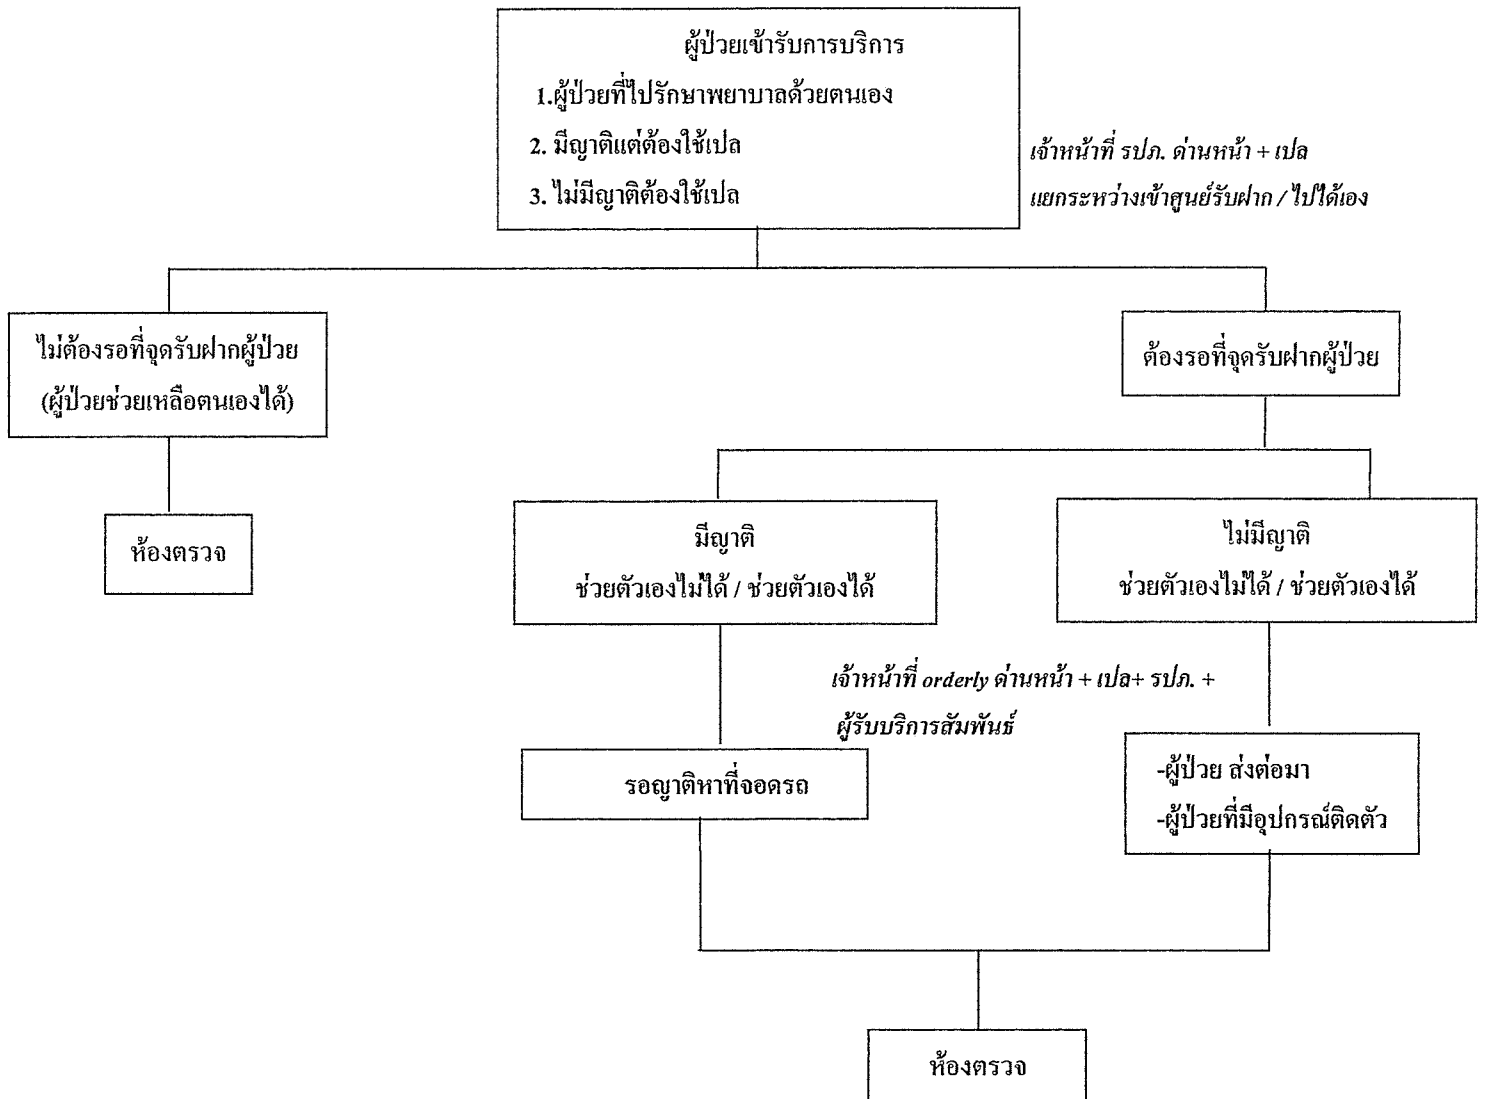 ผู้ป่วยเข้ารับการบริการ
1.ผู้ป่วยที่ไปรักษาพยาบาลด้วยตนเอง
2. มีญาติแต่ต้องใช้เปล
3. ไม่มีญาติต้องใช้เปล
เจ้าหน้าที่ รปภ. ด่านหน้า + เปล
แยกระหว่างเข้าศูนย์รับฝาก / ไปได้เอง
ไม่ต้องรอที่จุดรับฝากผู้ป่วย
(ผู้ป่วยช่วยเหลือตนเองได้)
ต้องรอที่จุดรับฝากผู้ป่วย
ห้องตรวจ
มีญาติ
ช่วยตัวเองไม่ได้ / ช่วยตัวเองได้
ไม่มีญาติ
ช่วยตัวเองไม่ได้ / ช่วยตัวเองได้
เจ้าหน้าที่ orderly ด่านหน้า + เปล+ รปภ. +
ผู้รับบริการสัมพันธ์
รอญาติหาที่จอดรถ
-ผู้ป่วย ส่งต่อมา
-ผู้ป่วยที่มีอุปกรณ์ติดตัว
ห้องตรวจ